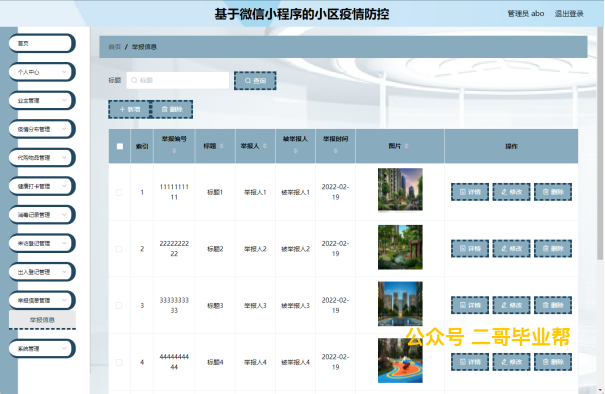 基于微信小程序的小区疫情防控
管理员 abo 退出登录
首页
个人中心
业主管理
疫情分布管理
代购物品管理
健康打卡管理
消毒记录管理
来访登记管理
出入登记管理
举报信息管理
举报信息
系统管理
首页 / 举报信息
标题 标题 查询
新增 删除
索引 举报编号 标题 举报人 被举报人 举报时间 图片 操作
1 1111111111 标题1 举报人1 被举报人1 2022-02-19 详情 修改 删除
2 2222222222 标题2 举报人2 被举报人2 2022-02-19 详情 修改 删除
3 3333333333 标题3 举报人3 被举报人3 2022-02-19 详情 修改 删除
公众号 二哥毕业帮
4 4444444444 标题4 举报人4 被举报人4 2022-02-19 详情 修改 删除